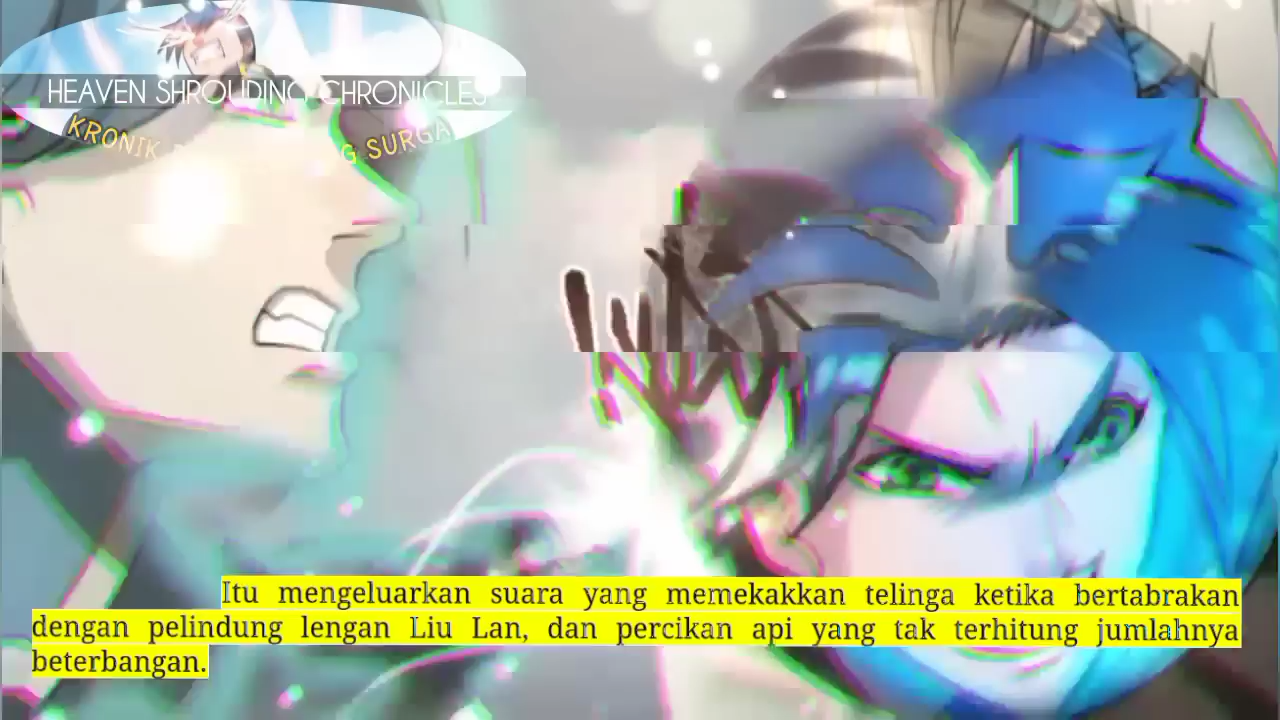 HEAVEN SHROUDING CHRONICLES
KRONIK SURGA
Itu mengeluarkan suara yang memekakkan telinga ketika bertabrakan
dengan pelindung lengan Liu Lan, dan percikan api yang tak terhitung jumlahnya
beterbangan.